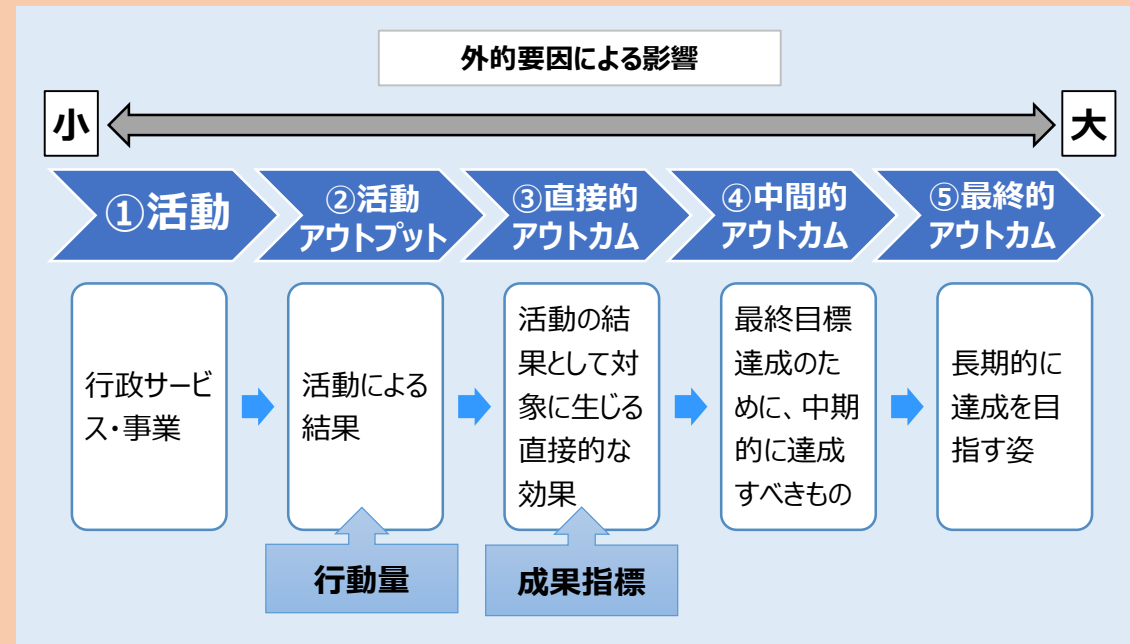 外的要因による影響
小
大
①活動
②活動
アウトプット
③直接的
アウトカム
④中間的
アウトカム
⑤最終的
アウトカム
行政サービ
ス・事業
活動による
結果
活動の結
果として対
象に生じる
直接的な
効果
最終目標
達成のた
めに、中期
的に達成
すべきもの
長期的に
達成を目
指す姿
行動量
成果指標